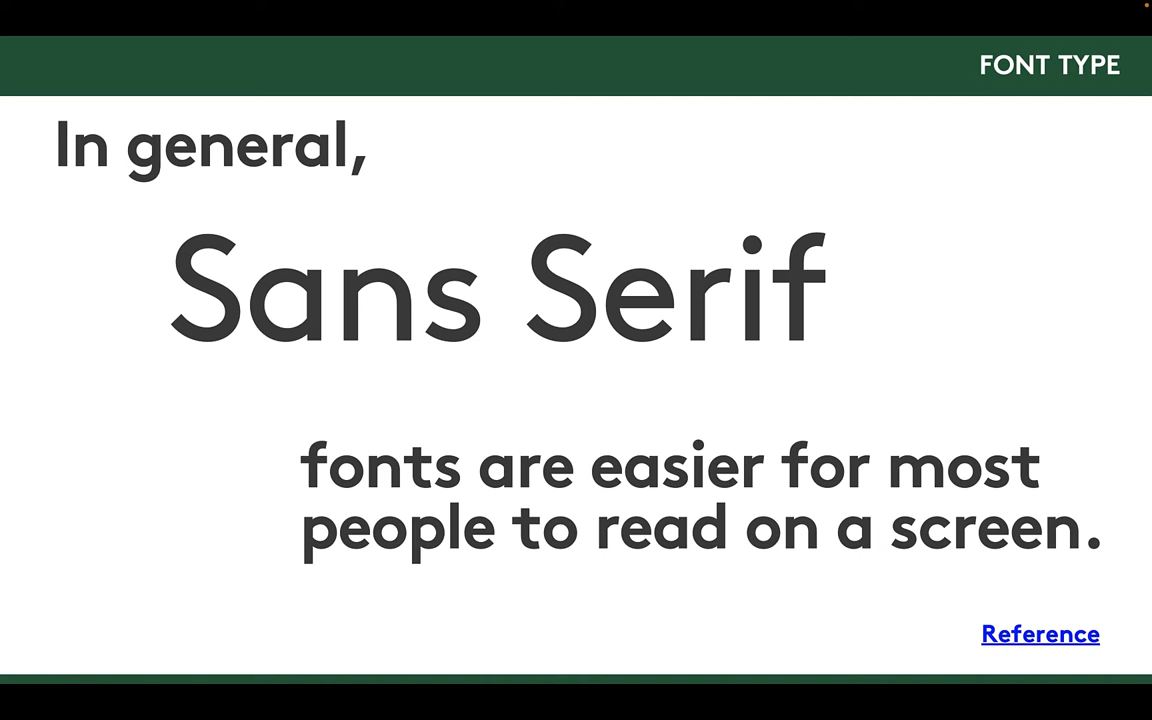 FONT TYPE
In general,
Sans Serif
fonts are easier for most
people to read on a screen.
Reference